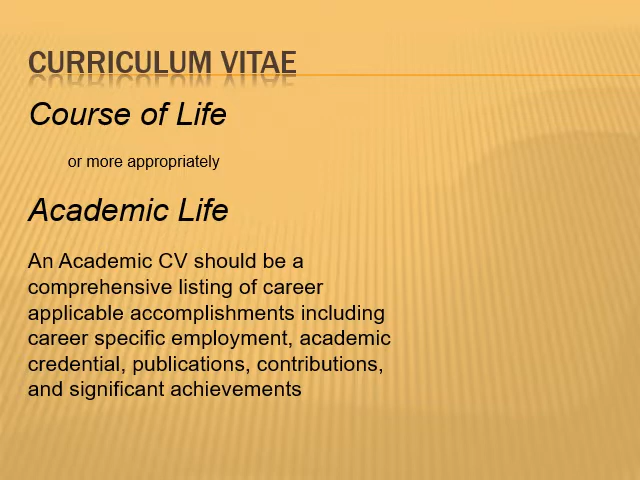 CURRICULUM VITAE
Course of Life
or more appropriately
Academic Life
An Academic CV should be a
comprehensive listing of career
applicable accomplishments including
career specific employment, academic
credential, publications, contributions,
and significant achievements